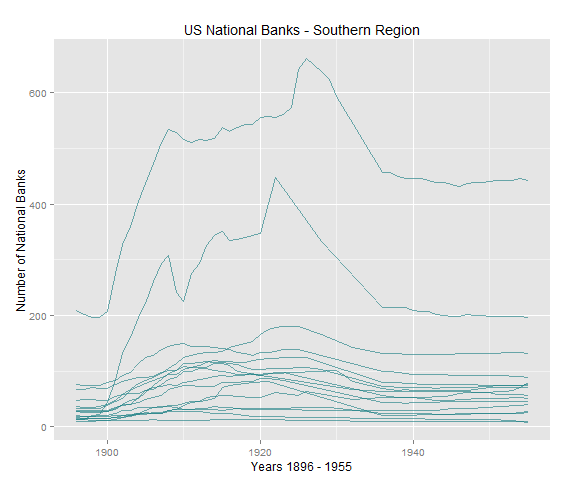 US National Banks - Southern Region
Number of National Banks
600
400
200
0
1900
1920
1940
Years 1896 - 1955